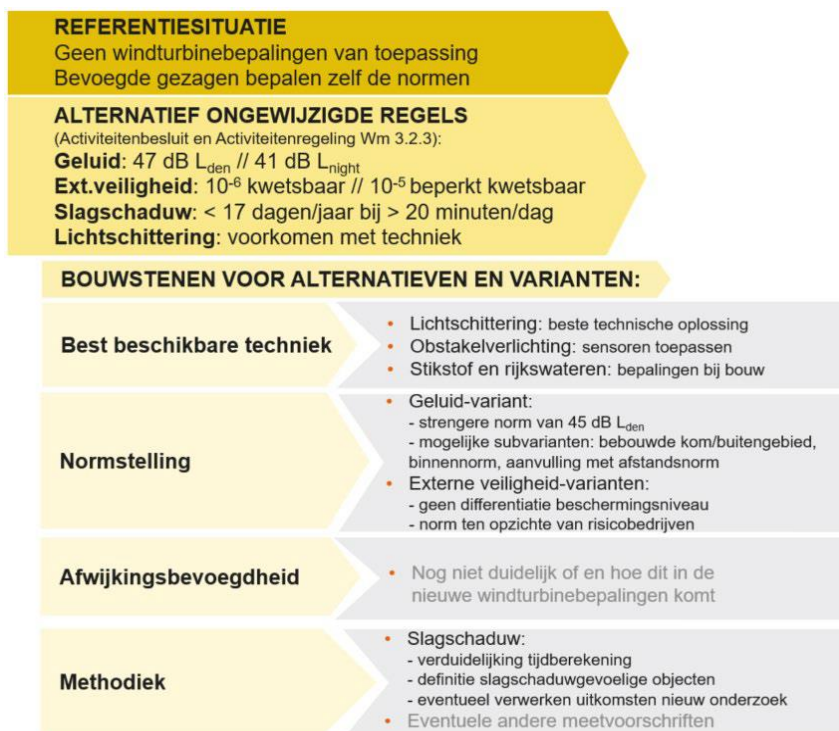 REFERENTIESITUATIE
Geen windturbinebepalingen van toepassing
Bevoegde gezagen bepalen zelf de normen
ALTERNATIEF ONGEWIJZIGDE REGELS
(Activiteitenbesluit en Activiteitenregeling Wm 3.2.3):
Geluid: 47 dB Lden // 41 dB Lnight
Ext.veiligheid: 10-6 kwetsbaar // 10-5 beperkt kwetsbaar
Slagschaduw: < 17 dagen/jaar bij > 20 minuten/dag
Lichtschittering: voorkomen met techniek
BOUWSTENEN VOOR ALTERNATIEVEN EN VARIANTEN:
Best beschikbare techniek
• Lichtschittering: beste technische oplossing
• Obstakelverlichting: sensoren toepassen
• Stikstof en rijkswateren: bepalingen bij bouw
Normstelling
• Geluid-variant:
- strengere norm van 45 dB Lden
- mogelijke subvarianten: bebouwde kom/buitengebied,
binnennorm, aanvulling met afstandsnorm
• Externe veiligheid-varianten:
- geen differentiatie beschermingsniveau
- norm ten opzichte van risicobedrijven
Afwijkingsbevoegdheid
• Nog niet duidelijk of en hoe dit in de
nieuwe windturbinebepalingen komt
Methodiek
• Slagschaduw:
- verduidelijking tijdberekening
- definitie slagschaduwgevoelige objecten
- eventueel verwerken uitkomsten nieuw onderzoek
• Eventuele andere meetvoorschriften